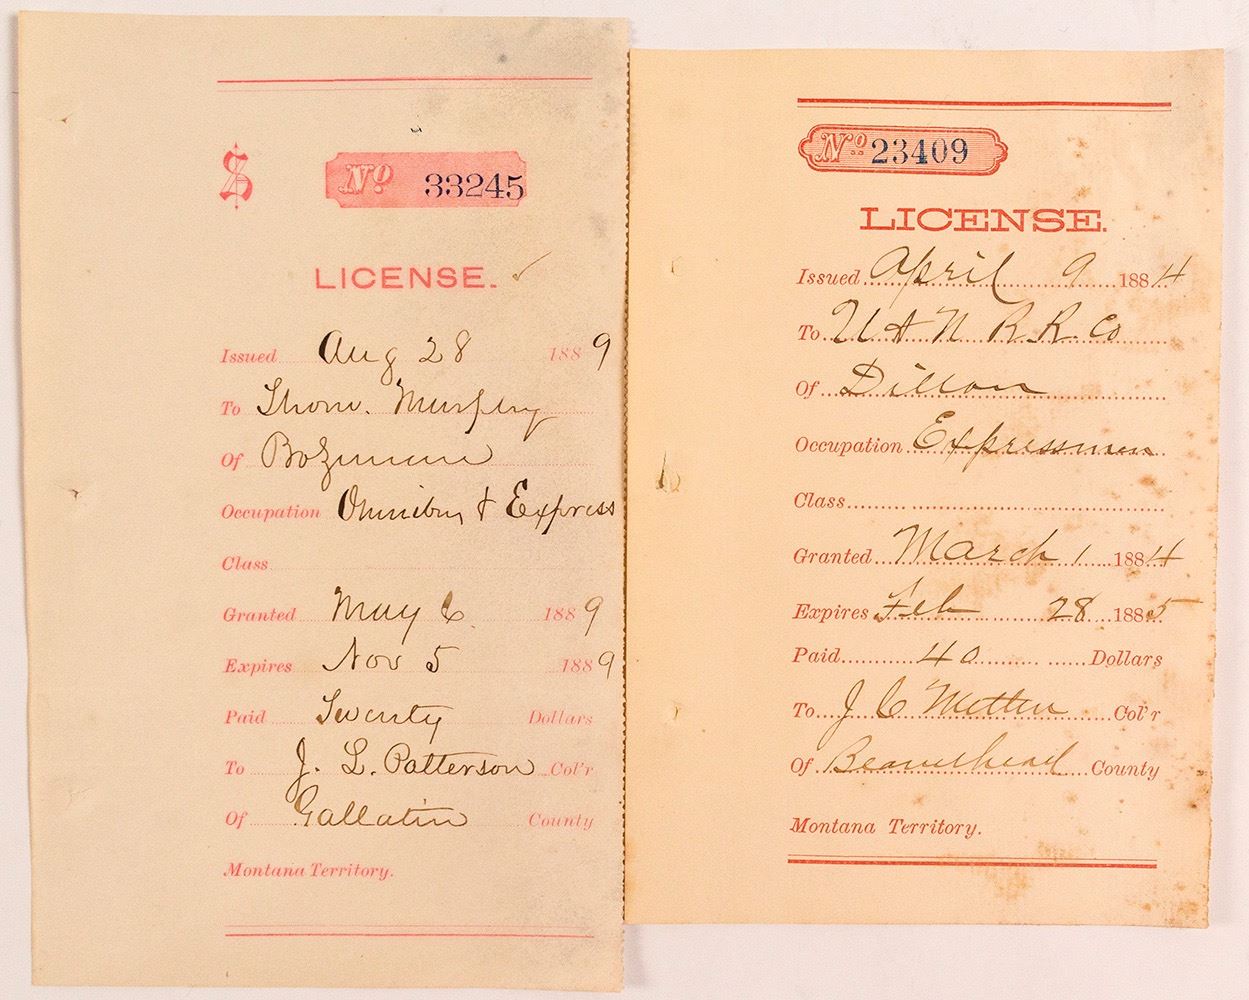 $
No 33245
LICENSE.
Issued Aug 28 1889
To Thom. Murphy
Of Bozeman
Occupation Omnibus & Express
Class
Granted May 6 1889
Expires Nov 5 1889
Paid Twenty Dollars
To J. L. Patterson Col'r
Of Gallatin County
Montana Territory.
No 23409
LICENSE.
Issued April 9 1884
To U & N R.R. Co
Of Dillon
Occupation Expressmen
Class
Granted March 1 1884
Expires Feb 28 1885
Paid 40 Dollars
To J C Metten Col'r
Of Beaverhead County
Montana Territory.